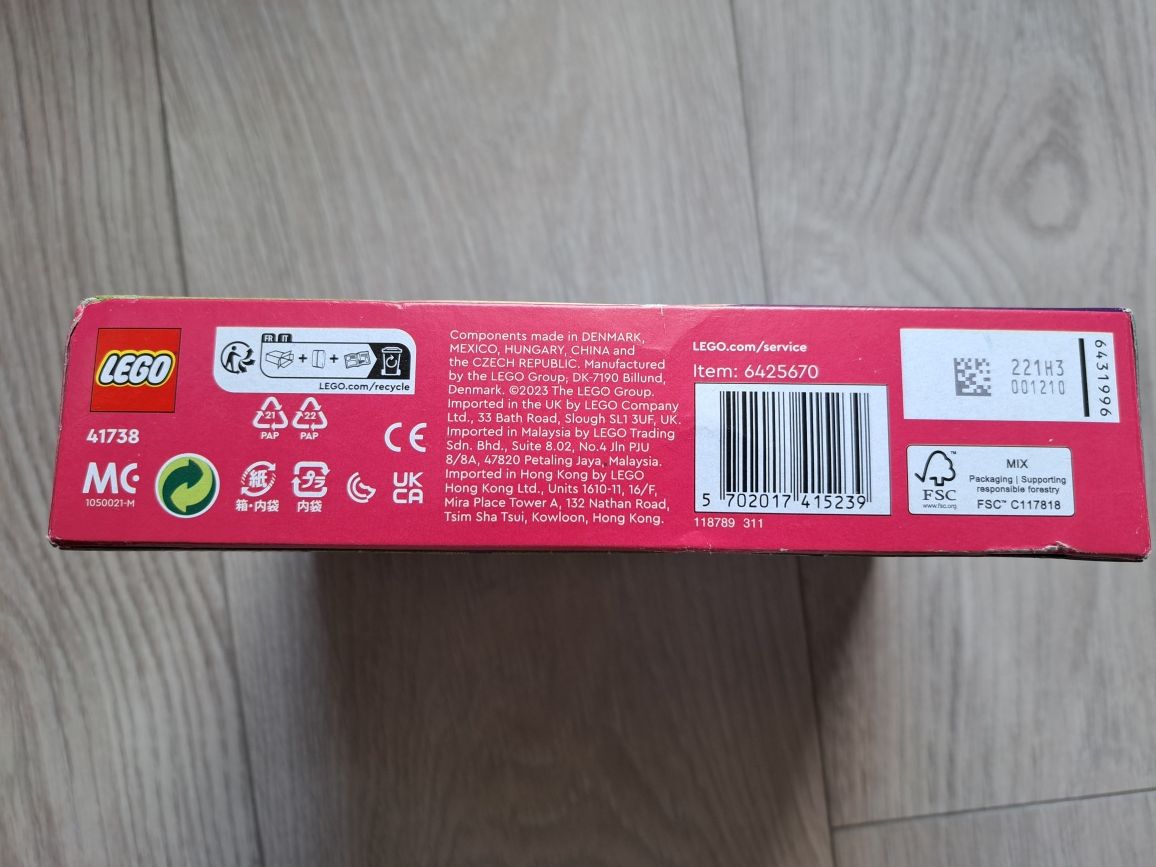 LEGO
41738
MC
1050021-M
FR IT
+ + +
LEGO.com/recycle
21
PAP
22
PAP
紙
箱・内袋
プラ
内袋
CE
UK
CA
Components made in DENMARK,
MEXICO, HUNGARY, CHINA and
the CZECH REPUBLIC. Manufactured
by the LEGO Group, DK-7190 Billund,
Denmark. ©2023 The LEGO Group.
Imported in the UK by LEGO Company
Ltd., 33 Bath Road, Slough SL1 3UF, UK.
Imported in Malaysia by LEGO Trading
Sdn. Bhd., Suite 8.02, No.4 Jln PJU
8/8A, 47820 Petaling Jaya, Malaysia.
Imported in Hong Kong by LEGO
Hong Kong Ltd., Units 1610-11, 16/F,
Mira Place Tower A, 132 Nathan Road,
Tsim Sha Tsui, Kowloon, Hong Kong.
LEGO.com/service
Item: 6425670
5 702017 415239
118789 311
221H3
001210
6431996
FSC
www.fsc.org
MIX
Packaging | Supporting
responsible forestry
FSC™ C117818